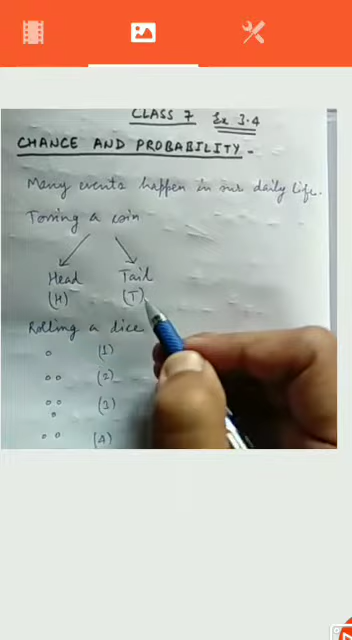 CLASS 7 Ex 3.4
CHANCE AND PROBABILITY -
Many events happen in our daily life.
Tossing a coin
Head Tail
(H) (T)
Rolling a dice
(1)
(2)
(3)
(4)